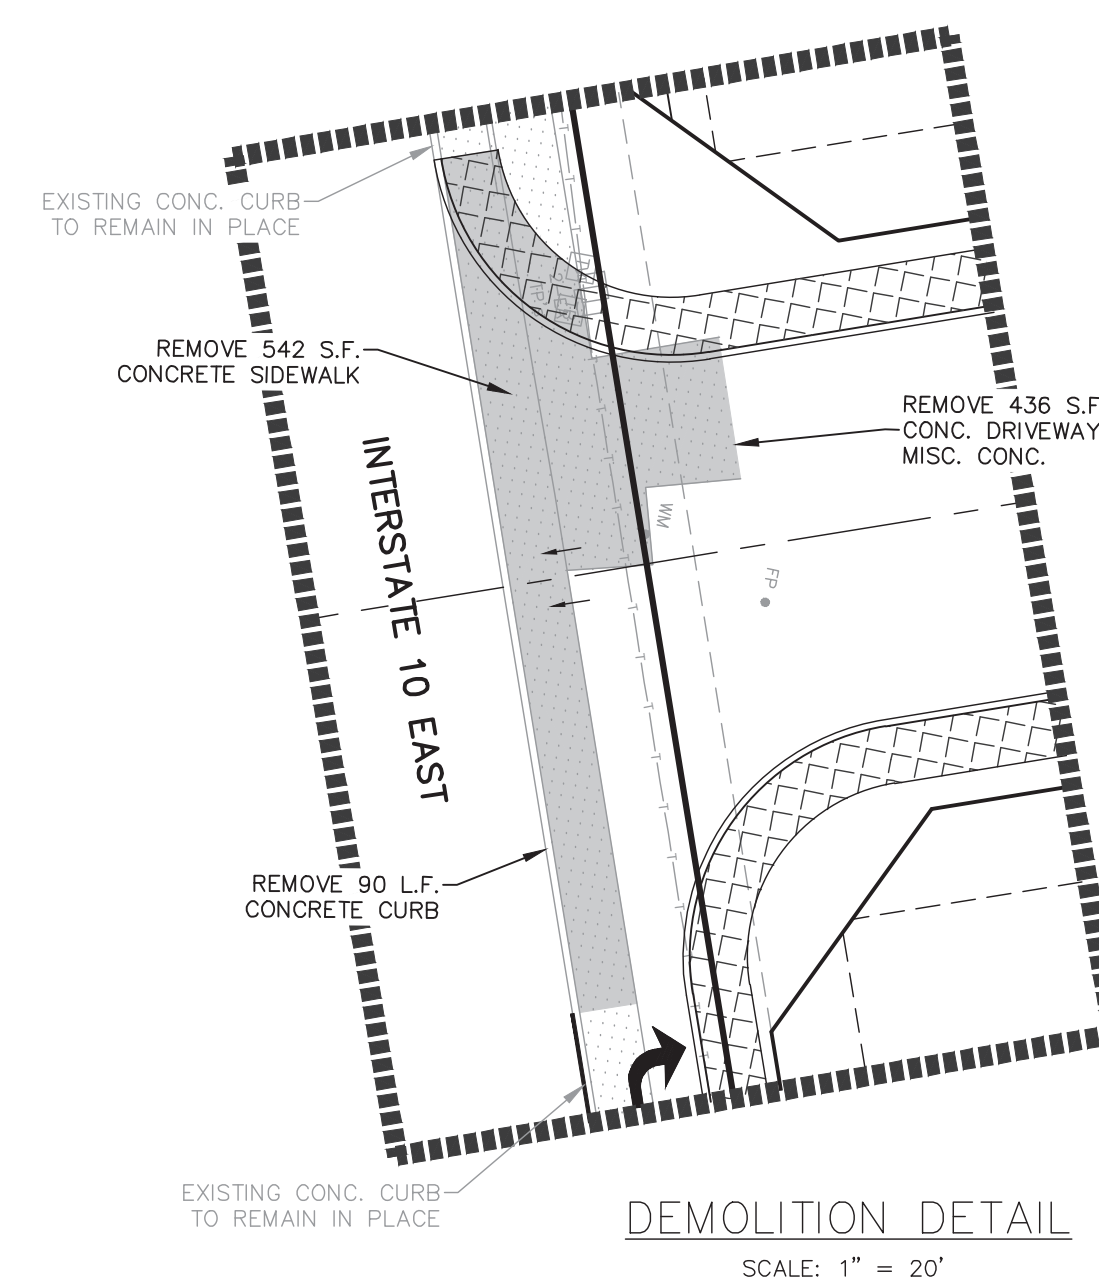 EXISTING CONC. CURB
TO REMAIN IN PLACE
REMOVE 542 S.F.
CONCRETE SIDEWALK
REMOVE 436 S.F
CONC. DRIVEWAY
MISC. CONC.
INTERSTATE 10 EAST
WM
FP
REMOVE 90 L.F.
CONCRETE CURB
EXISTING CONC. CURB
TO REMAIN IN PLACE
DEMOLITION DETAIL
SCALE: 1" = 20'